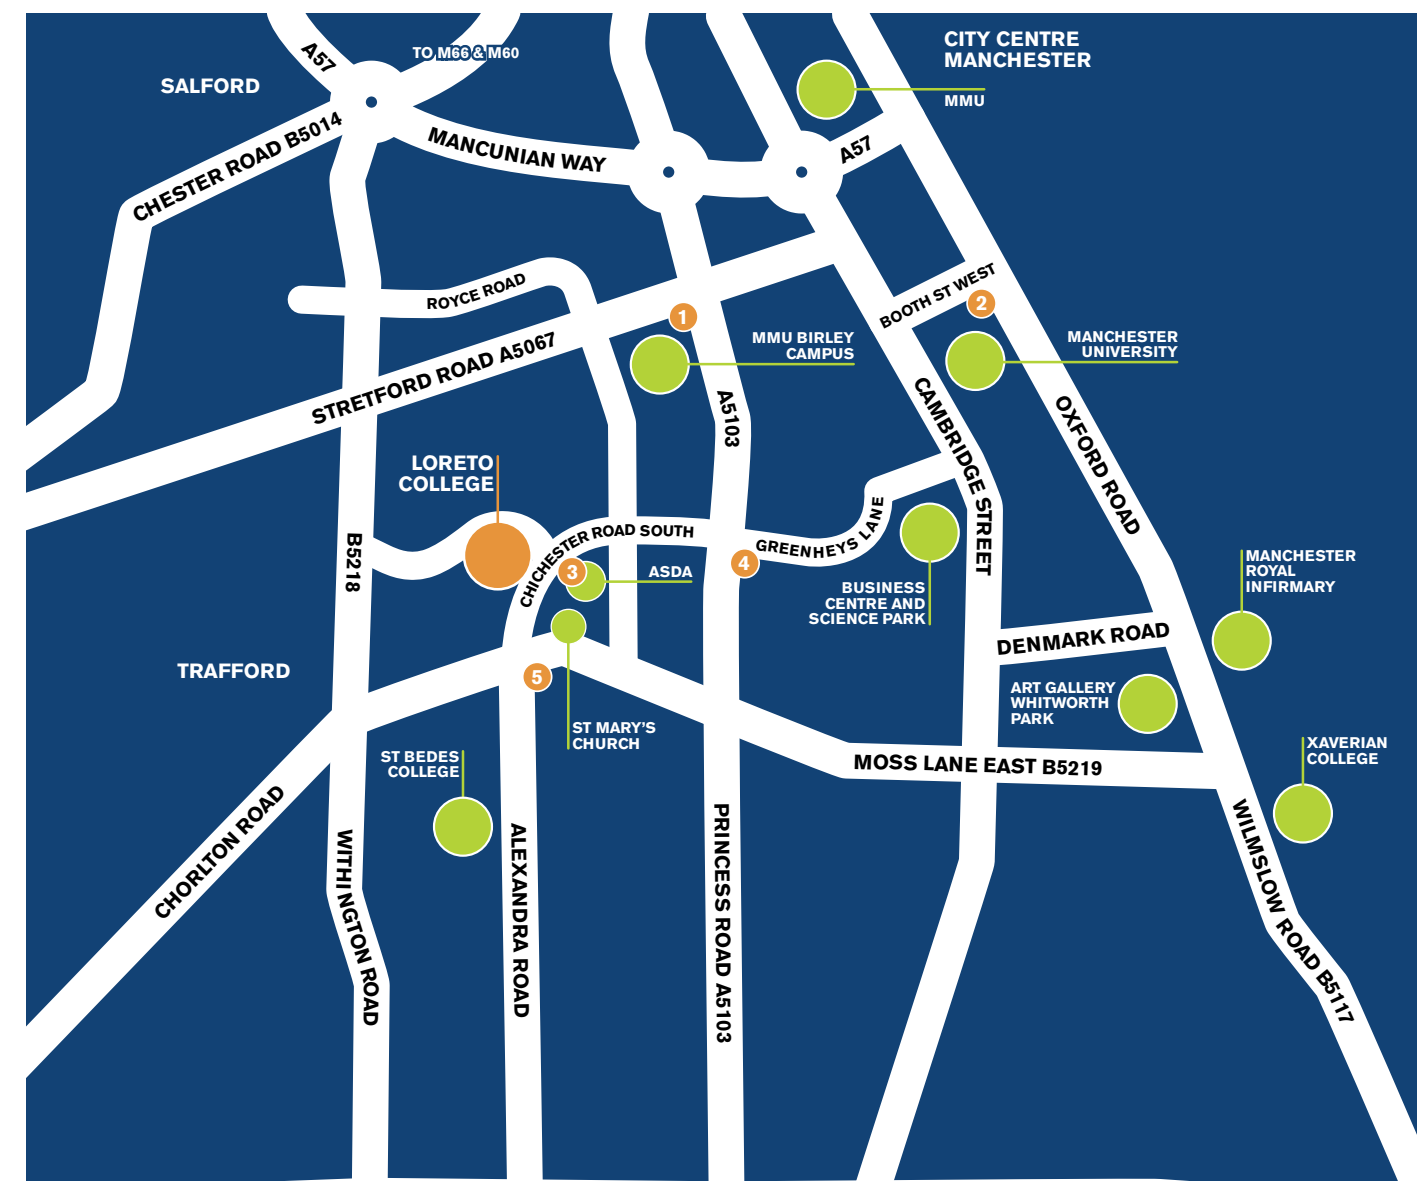 A57
TO M66 & M60
CITY CENTRE
MANCHESTER
MMU
SALFORD
CHESTER ROAD B5014
MANCUNIAN WAY
A57
ROYCE ROAD
BOOTH ST WEST
2
1
STRETFORD ROAD A5067
MMU BIRLEY
CAMPUS
MANCHESTER
UNIVERSITY
A5103
CAMBRIDGE STREET
OXFORD ROAD
LORETO
COLLEGE
B5218
CHICHESTER ROAD SOUTH
GREENHEYS LANE
3
ASDA
4
BUSINESS
CENTRE AND
SCIENCE PARK
MANCHESTER
ROYAL
INFIRMARY
DENMARK ROAD
TRAFFORD
5
ART GALLERY
WHITWORTH
PARK
ST MARY'S
CHURCH
ST BEDES
COLLEGE
MOSS LANE EAST B5219
XAVERIAN
COLLEGE
CHORLTON ROAD
WITHINGTON ROAD
ALEXANDRA ROAD
PRINCESS ROAD A5103
WILMSLOW ROAD B5117